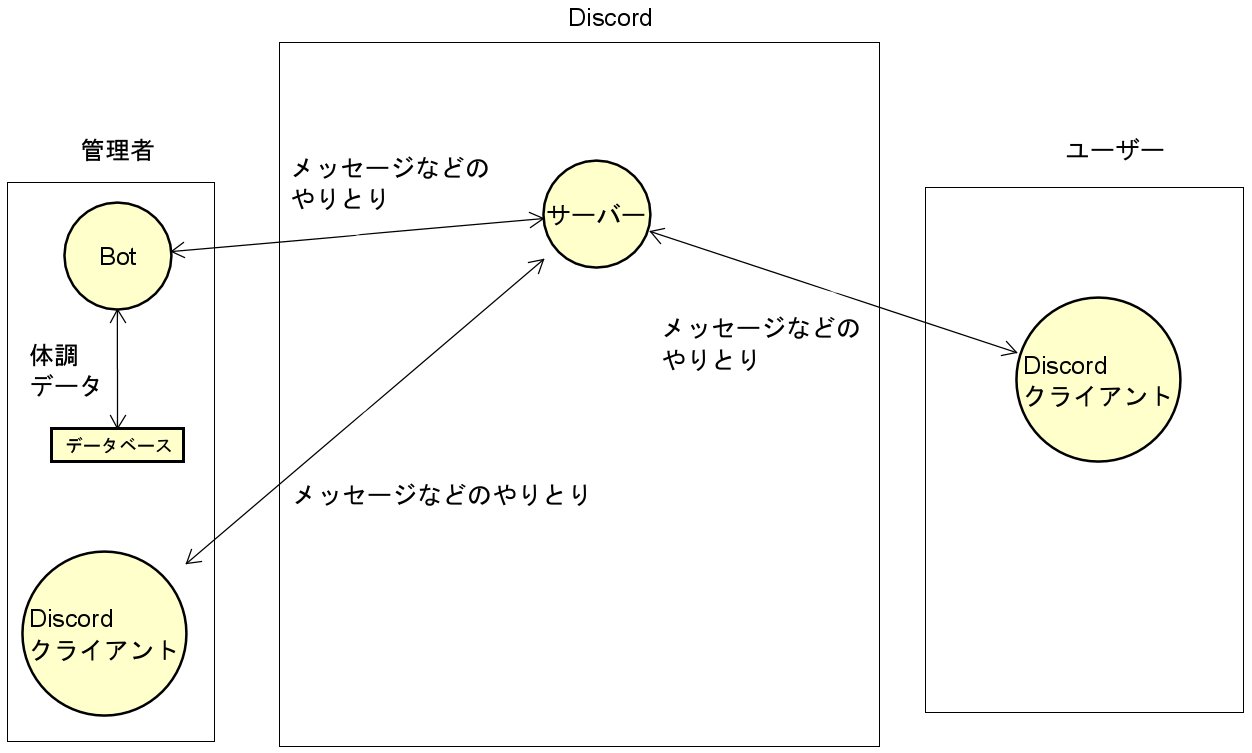 Discord
管理者
ユーザー
メッセージなどの
やりとり
サーバー
Bot
メッセージなどの
やりとり
体調
データ
Discord
クライアント
データベース
メッセージなどのやりとり
Discord
クライアント